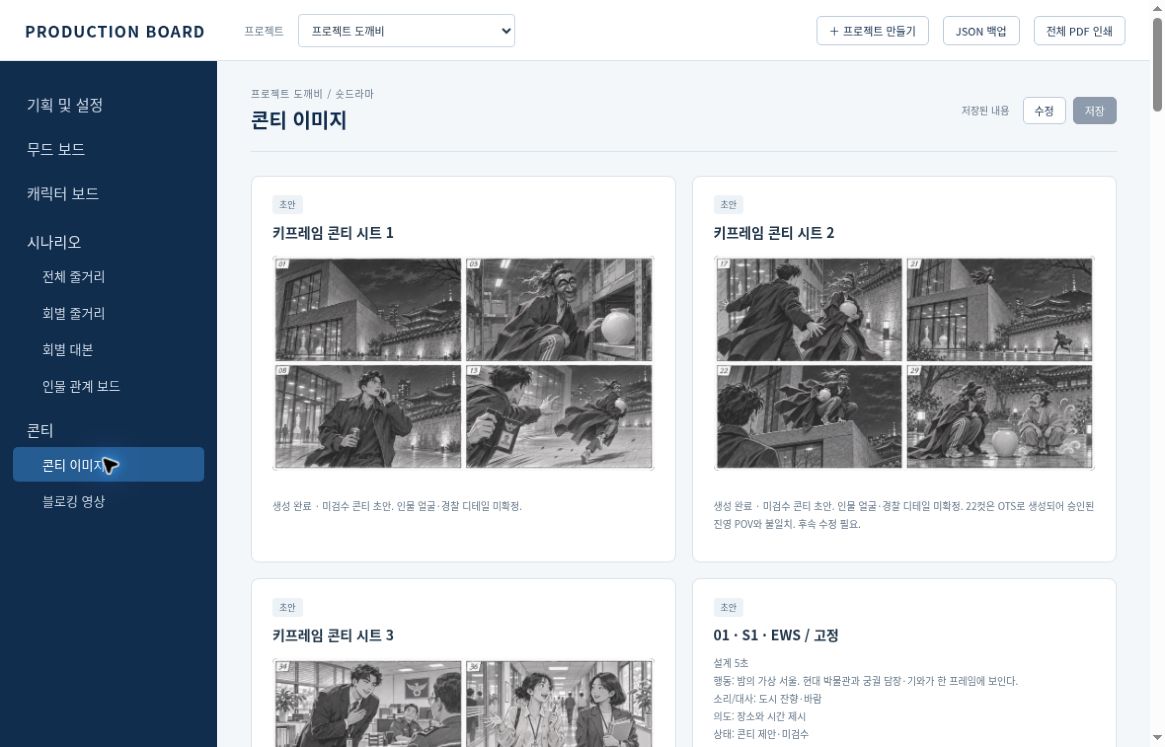 PRODUCTION BOARD
프로젝트
프로젝트 도깨비
+ 프로젝트 만들기
JSON 백업
전체 PDF 인쇄
기획 및 설정
무드 보드
캐릭터 보드
시나리오
전체 줄거리
회별 줄거리
회별 대본
인물 관계 보드
콘티
콘티 이미지
블로킹 영상
프로젝트 도깨비 / 숏드라마
콘티 이미지
저장된 내용
수정
저장
초안
키프레임 콘티 시트 1
01
03
08
13
생성 완료 · 미검수 콘티 초안. 인물 얼굴·경찰 디테일 미확정.
초안
키프레임 콘티 시트 2
17
21
22
29
생성 완료 · 미검수 콘티 초안. 인물 얼굴·경찰 디테일 미확정. 22컷은 OTS로 생성되어 승인된
진영 POV와 불일치. 후속 수정 필요.
초안
키프레임 콘티 시트 3
34
36
초안
01 · S1 · EWS / 고정
설계 5초
행동: 밤의 가상 서울. 현대 박물관과 궁궐 담장·기와가 한 프레임에 보인다.
소리/대사: 도시 잔향·바람
의도: 장소와 시간 제시
상태: 콘티 제안·미검수